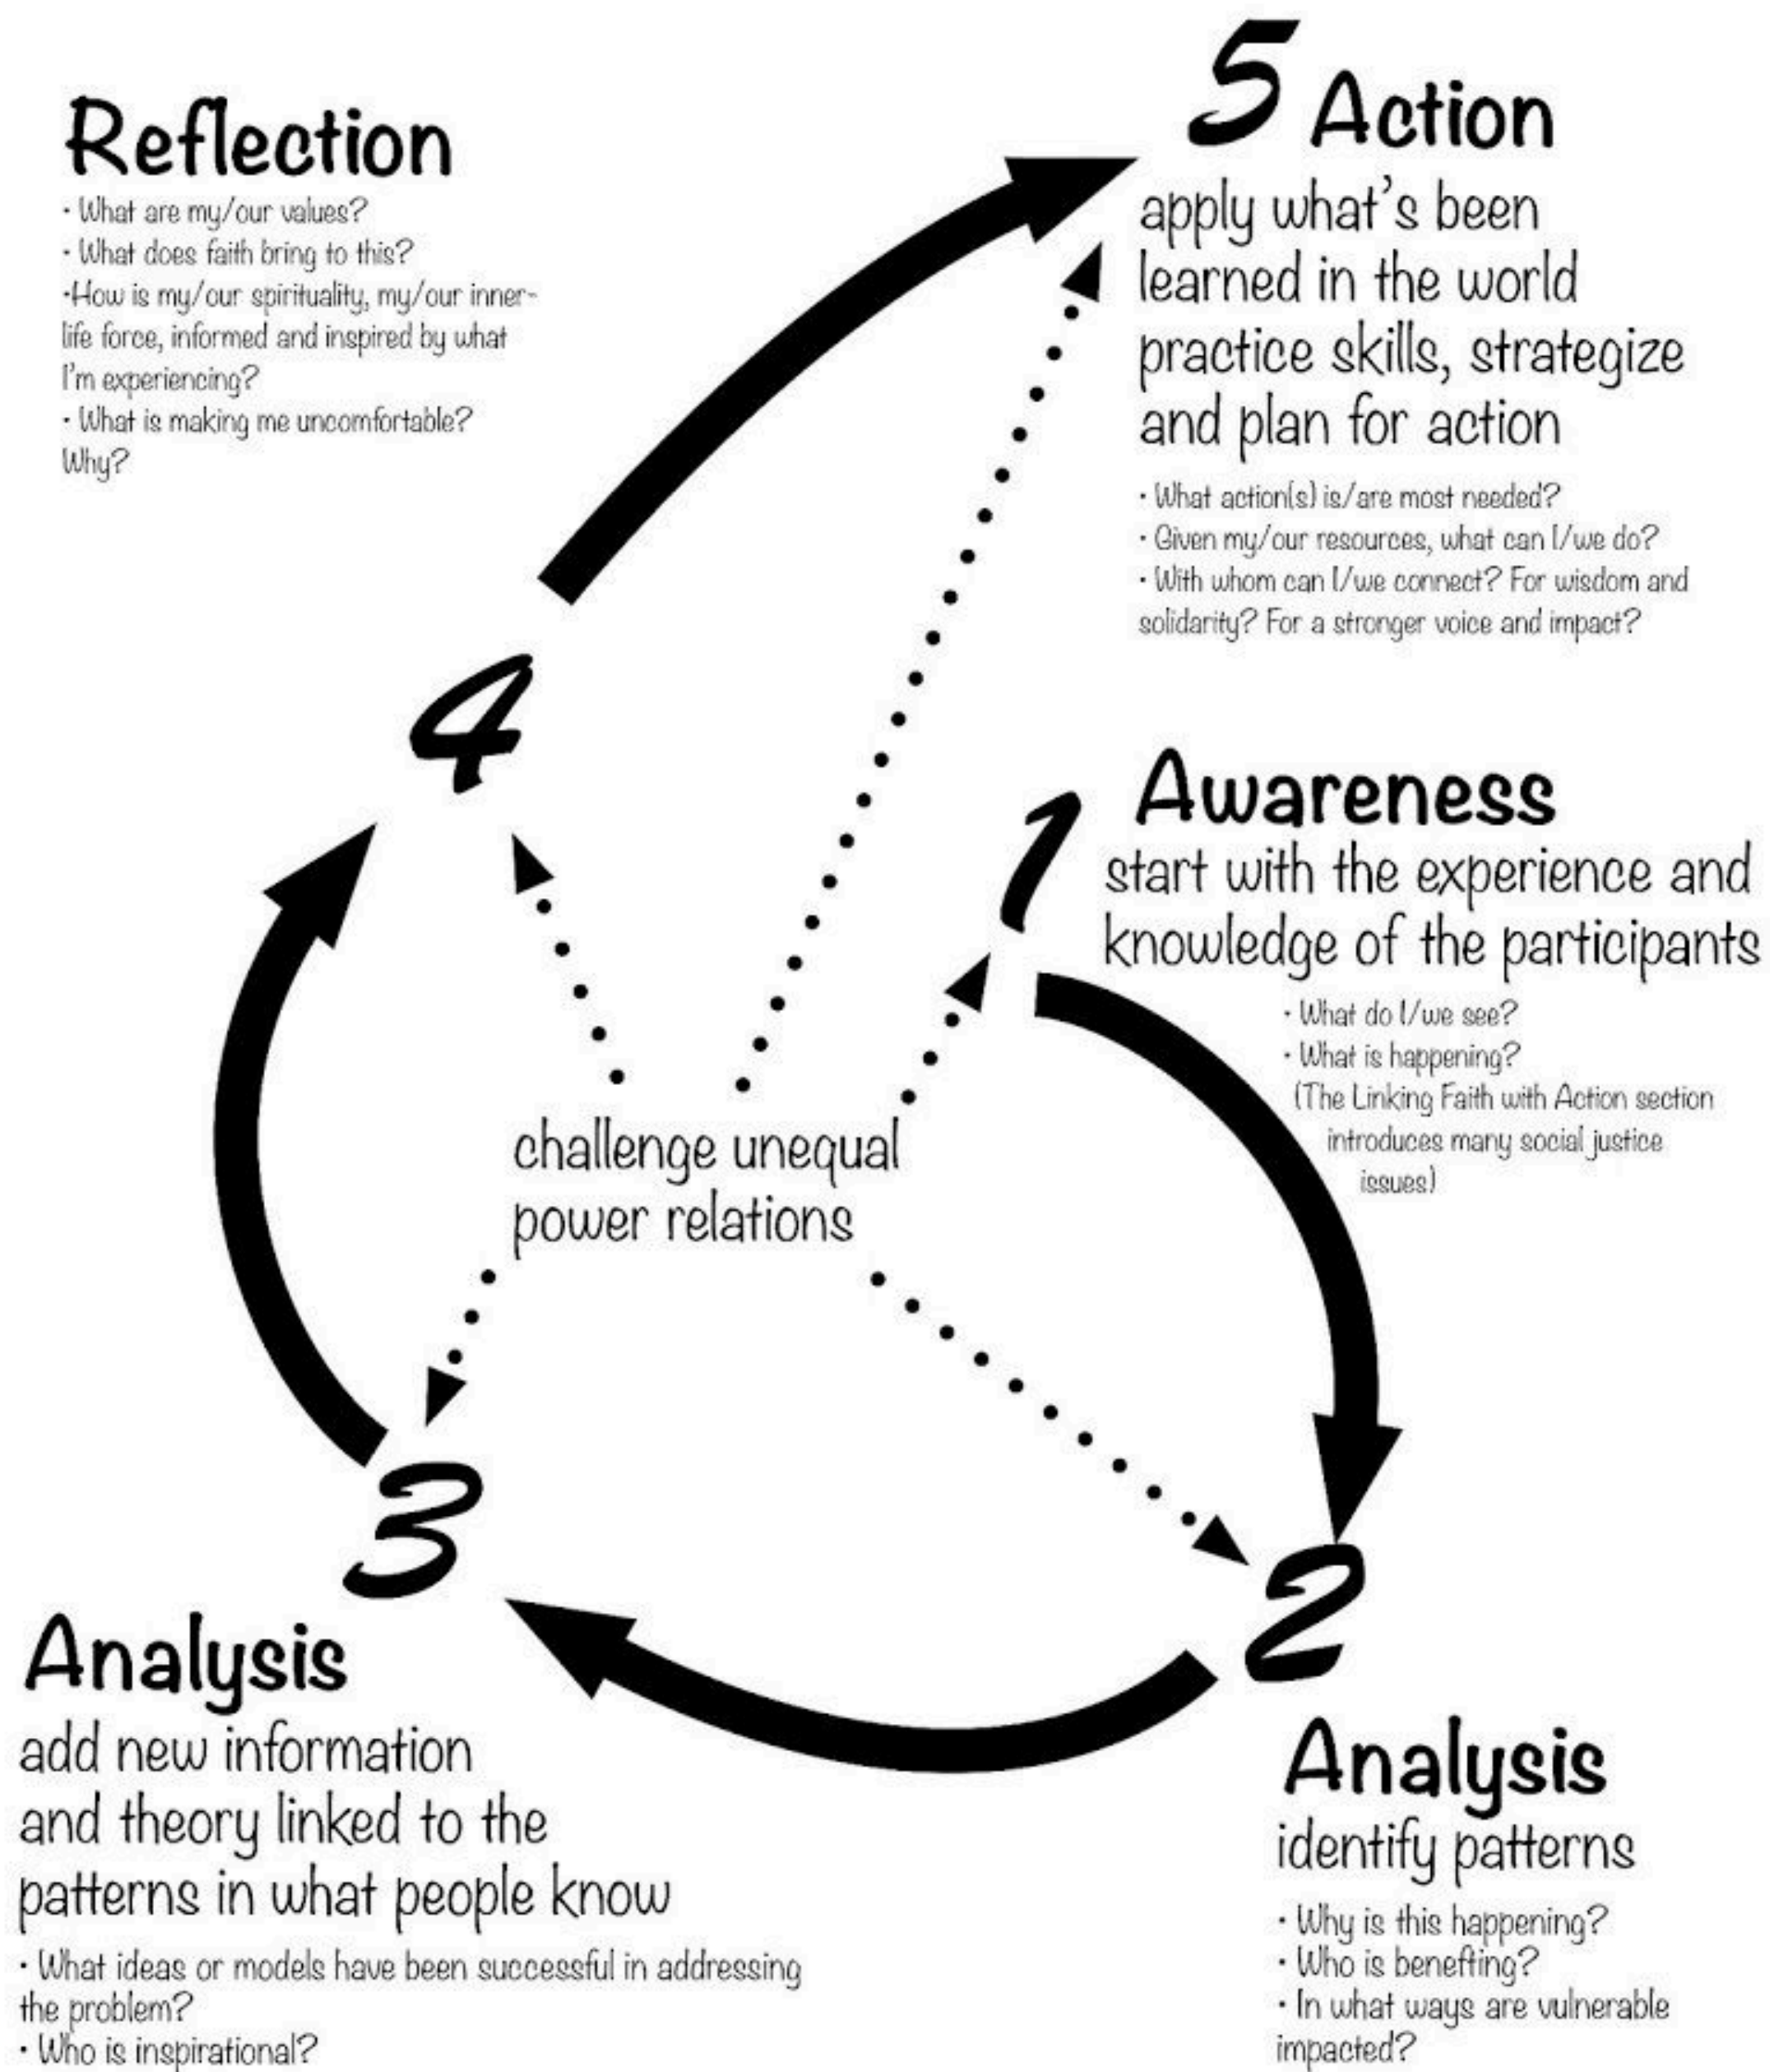 Reflection
· What are my/our values?
· What does faith bring to this?
·How is my/our spirituality, my/our inner-
life force, informed and inspired by what
I'm experiencing?
· What is making me uncomfortable?
Why?
5 Action
apply what's been
learned in the world
practice skills, strategize
and plan for action
· What action(s) is/are most needed?
· Given my/our resources, what can I/we do?
· With whom can I/we connect? For wisdom and
solidarity? For a stronger voice and impact?
4
1 Awareness
start with the experience and
knowledge of the participants
· What do I/we see?
· What is happening?
(The Linking Faith with Action section
introduces many social justice
issues)
challenge unequal
power relations
3
Analysis
add new information
and theory linked to the
patterns in what people know
· What ideas or models have been successful in addressing
the problem?
· Who is inspirational?
2
Analysis
identify patterns
· Why is this happening?
· Who is benefting?
· In what ways are vulnerable
impacted?